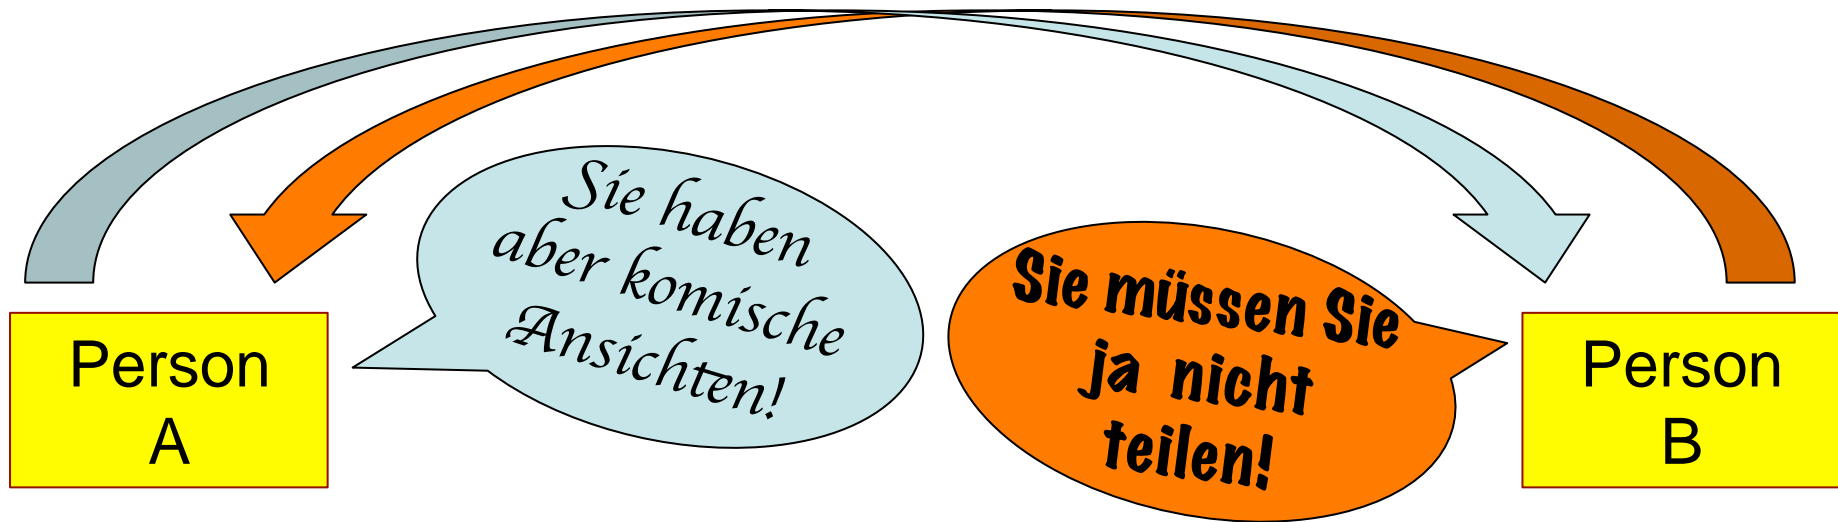 Sie haben
aber komische
Ansichten!
Sie müssen Sie
ja nicht
teilen!
Person
A
Person
B